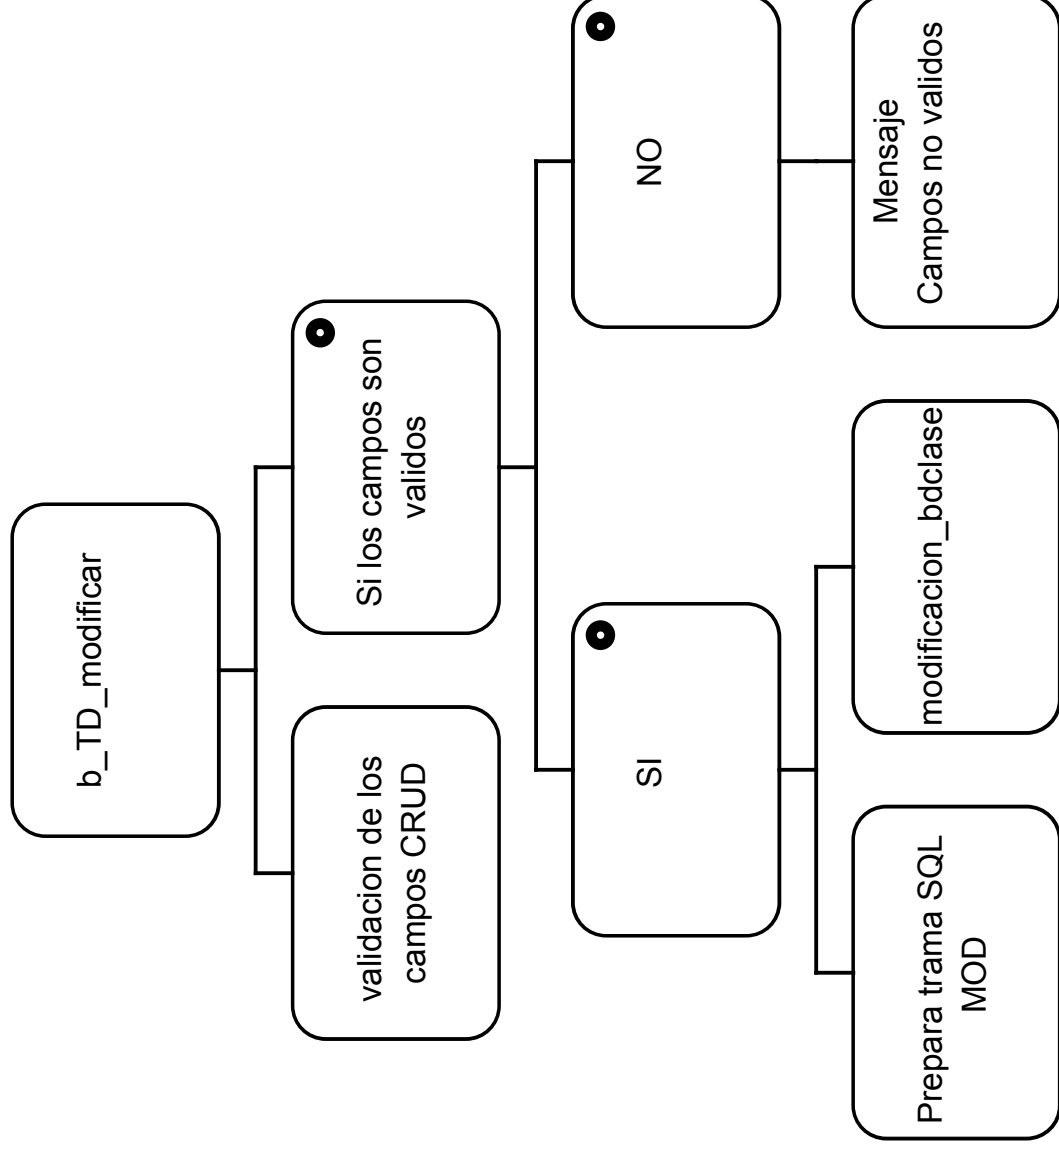 b_TD_modificar
validacion de los
campos CRUD
Si los campos son
validos
SI
NO
Prepara trama SQL
MOD
modificacion_bdclase
Mensaje
Campos no validos